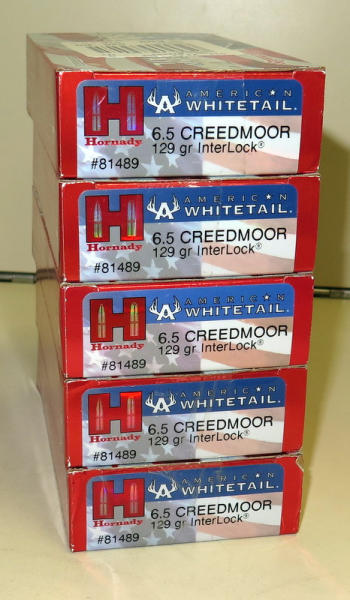 AMERICAN
WHITETAIL.
6.5 CREEDMOOR
129 gr InterLock®
Hornady
#81489
AMERICAN
WHITETAIL.
6.5 CREEDMOOR
129 gr InterLock®
Hornady
#81489
AMERICAN
WHITETAIL.
6.5 CREEDMOOR
129 gr InterLock®
Hornady
#81489
AMERICAN
WHITETAIL.
6.5 CREEDMOOR
129 gr InterLock®
Hornady
#81489
AMERICAN
WHITETAIL.
6.5 CREEDMOOR
129 gr InterLock®
Hornady
#81489